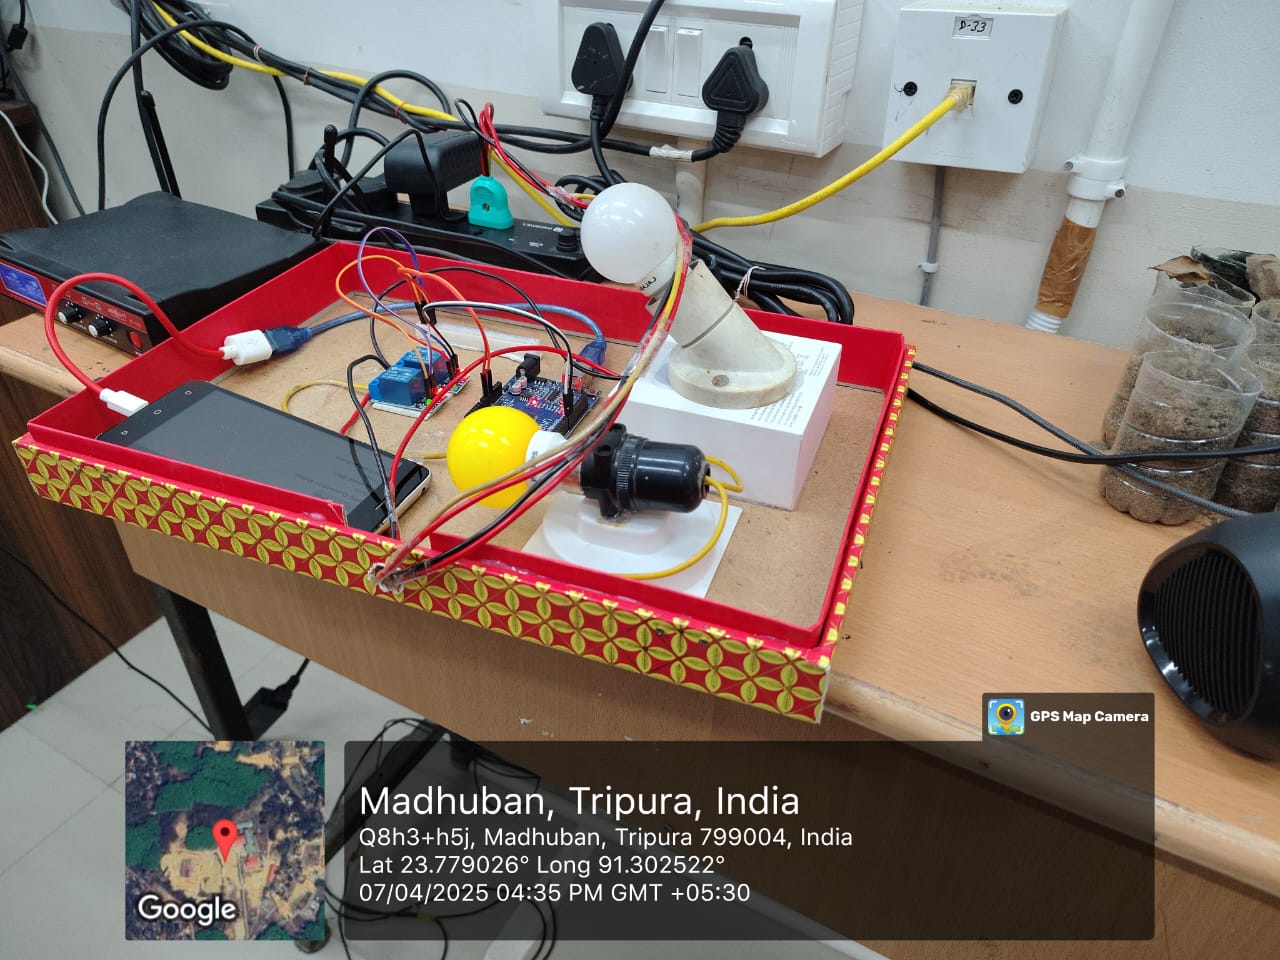 D-33
BAJAJ
GPS Map Camera
Madhuban, Tripura, India
Q8h3+h5j, Madhuban, Tripura 799004, India
Lat 23.779026° Long 91.302522°
07/04/2025 04:35 PM GMT +05:30
Google